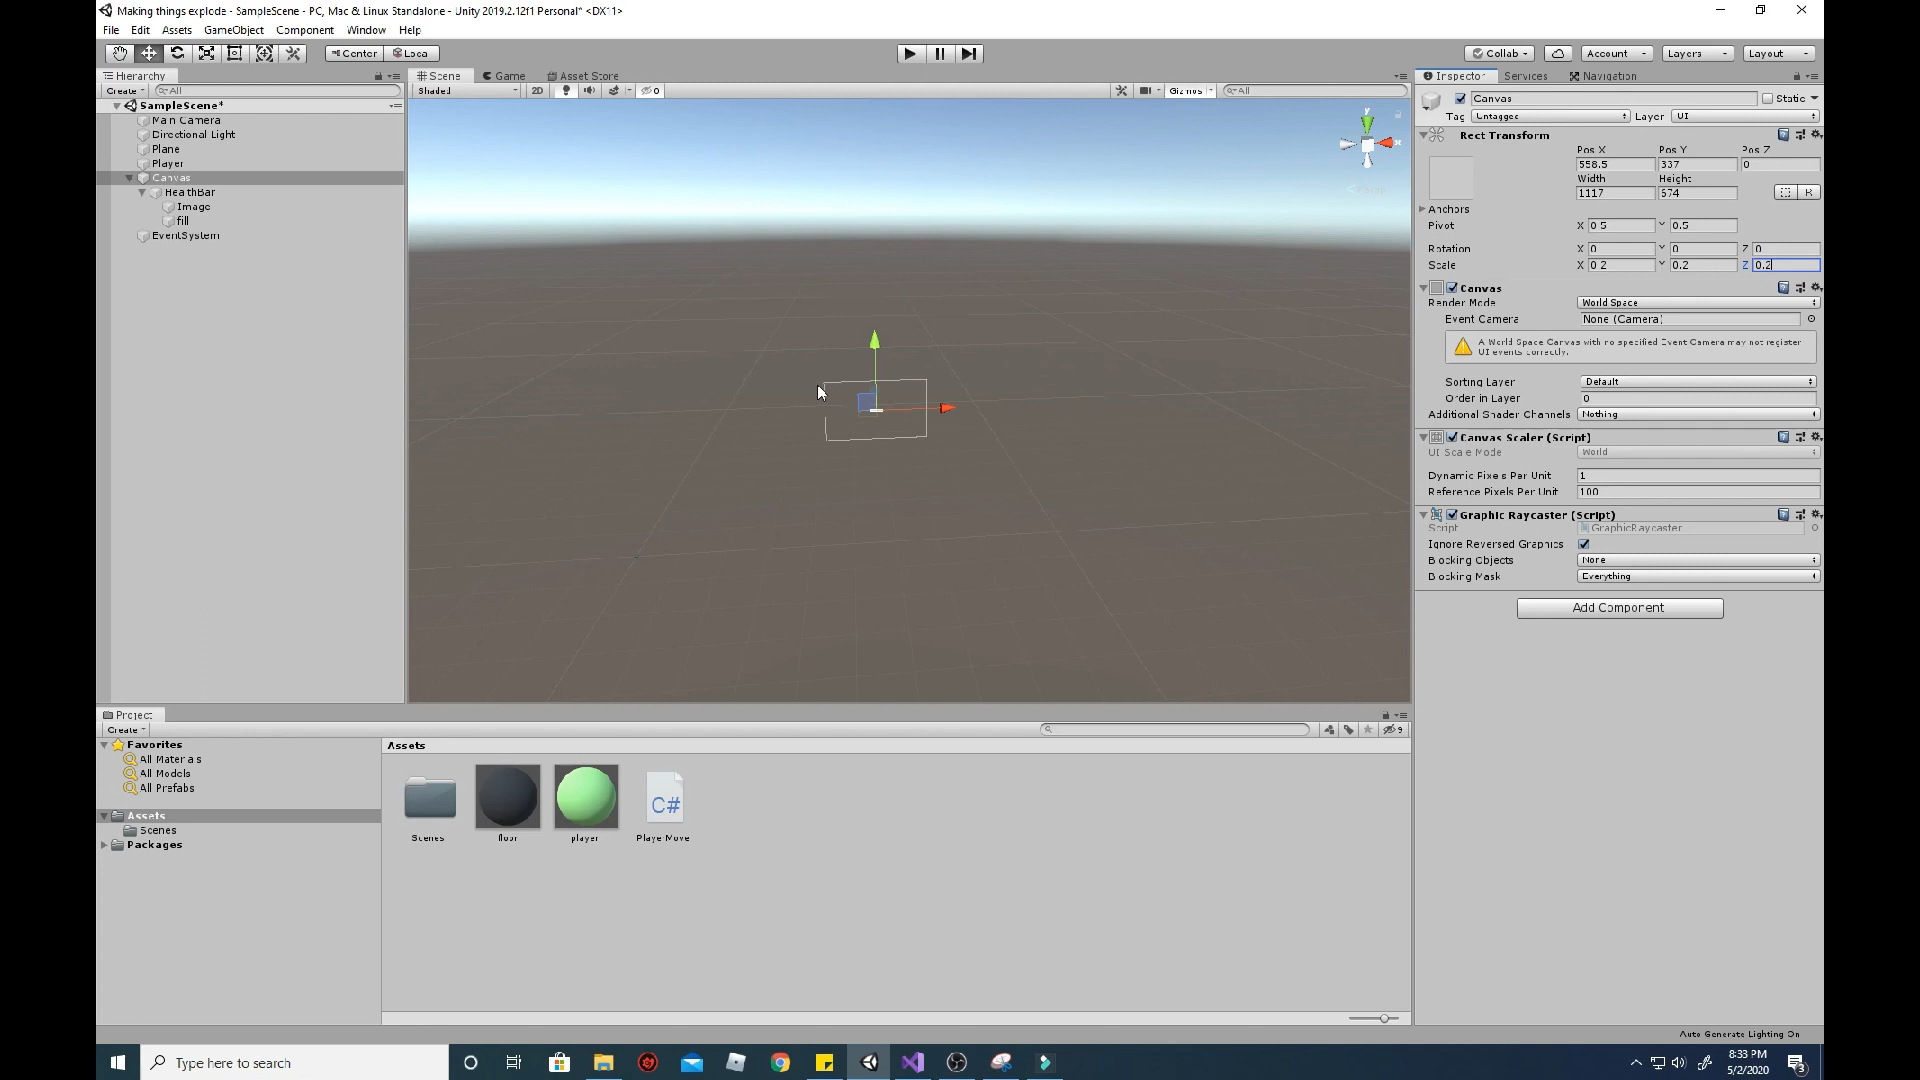 Making things explode - SampleScene - PC, Mac & Linux Standalone - Unity 2019.2.12f1 Personal* <DX11>
File Edit Assets GameObject Component Window Help
Center Loca
Collab Account Layers Layout
Hierarchy
Create All
SampleScene*
Main Camera
Directional Light
Plane
Player
Canvas
HealthBar
Image
fill
EventSystem
Scene Game Asset Store
Shaded 2D 0 Gizmos All
y
x
Inspector Services Navigation
Canvas Static
Tag Untagged Layer UI
Rect Transform
Pos X Pos Y Pos Z
558.5 337 0
Width Height
1117 674 R
Anchors
Pivot X 0.5 Y 0.5
Rotation X 0 Y 0 Z 0
Scale X 0.2 Y 0.2 Z 0.2
Canvas
Render Mode World Space
Event Camera None (Camera)
A World Space Canvas with no specified Event Camera may not register
UI events correctly.
Sorting Layer Default
Order in Layer 0
Additional Shader Channels Nothing
Canvas Scaler (Script)
UI Scale Mode World
Dynamic Pixels Per Unit 1
Reference Pixels Per Unit 100
Graphic Raycaster (Script)
Script GraphicRaycaster
Ignore Reversed Graphics
Blocking Objects None
Blocking Mask Everything
Add Component
Project
Create 9
Favorites
All Materials
All Models
All Prefabs
Assets
Scenes
Packages
Assets
C#
Scenes floor player PlayerMove
Auto Generate Lighting On
Type here to search
8:33 PM
5/2/2020
3